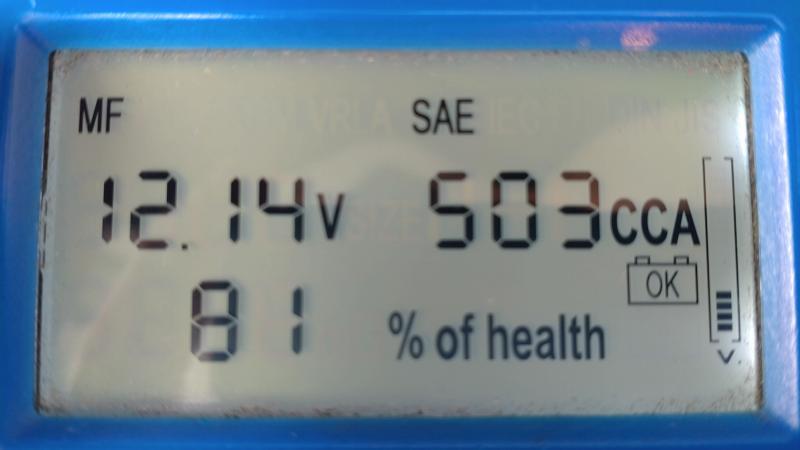 MF SAE
12.14V 503CCA
OK
81 % of health
V